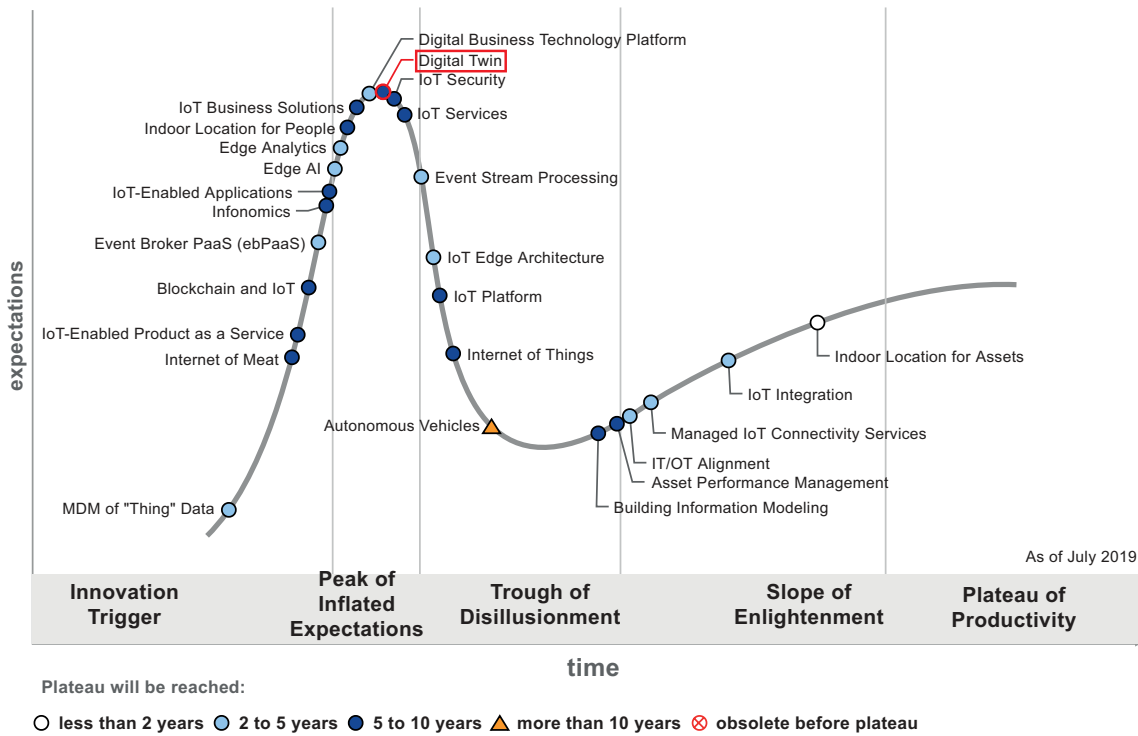 Digital Business Technology Platform
Digital Twin
IoT Security
IoT Services
IoT Business Solutions
Indoor Location for People
Edge Analytics
Edge AI
IoT-Enabled Applications
Infonomics
Event Broker PaaS (ebPaaS)
Blockchain and IoT
IoT-Enabled Product as a Service
Internet of Meat
MDM of "Thing" Data
Event Stream Processing
IoT Edge Architecture
IoT Platform
Internet of Things
Autonomous Vehicles
Indoor Location for Assets
IoT Integration
Managed IoT Connectivity Services
IT/OT Alignment
Asset Performance Management
Building Information Modeling
expectations
As of July 2019
Innovation
Trigger
Peak of
Inflated
Expectations
Trough of
Disillusionment
Slope of
Enlightenment
Plateau of
Productivity
time
Plateau will be reached:
less than 2 years 2 to 5 years 5 to 10 years more than 10 years obsolete before plateau